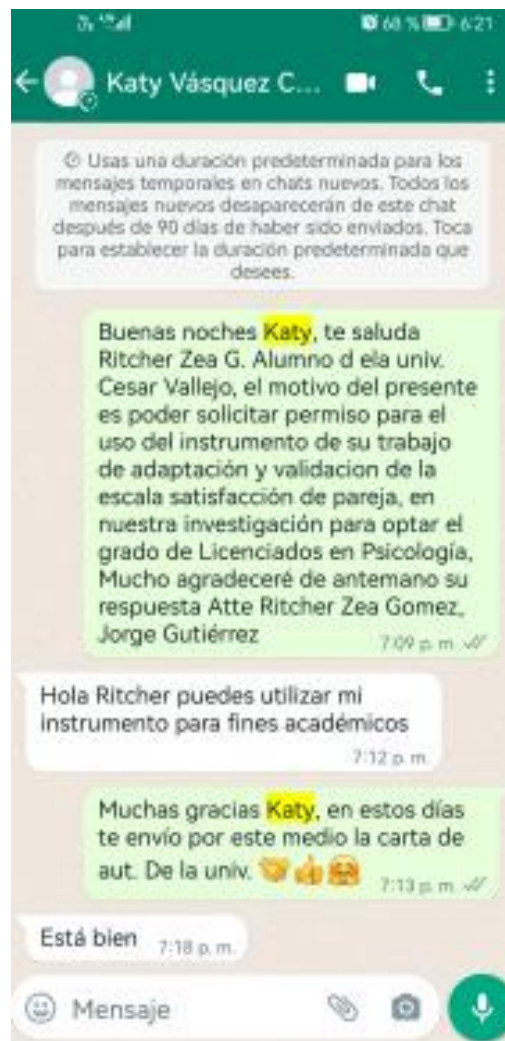 68 % 6:21
Katy Vásquez C...
Usas una duración predeterminada para los
mensajes temporales en chats nuevos. Todos los
mensajes nuevos desaparecerán de este chat
después de 90 días de haber sido enviados. Toca
para establecer la duración predeterminada que
desees.
Buenas noches Katy, te saluda
Ritcher Zea G. Alumno d ela univ.
Cesar Vallejo, el motivo del presente
es poder solicitar permiso para el
uso del instrumento de su trabajo
de adaptación y validacion de la
escala satisfacción de pareja, en
nuestra investigación para optar el
grado de Licenciados en Psicología,
Mucho agradeceré de antemano su
respuesta Atte Ritcher Zea Gomez,
Jorge Gutiérrez
7:09 p. m.
Hola Ritcher puedes utilizar mi
instrumento para fines académicos
7:12 p. m.
Muchas gracias Katy, en estos días
te envío por este medio la carta de
aut. De la univ.
7:13 p. m.
Está bien 7:18 p. m.
Mensaje